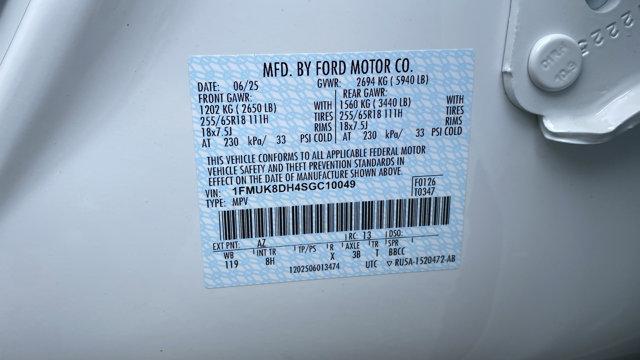 MFD. BY FORD MOTOR CO.
DATE: 06/25 GVWR: 2694 KG (5940 LB)
FRONT GAWR: REAR GAWR:
1202 KG (2650 LB) WITH 1560 KG (3440 LB) WITH
255/65R18 111H TIRES 255/65R18 111H TIRES
18x7.5J RIMS 18x7.5J RIMS
AT 230 kPa/ 33 PSI COLD AT 230 kPa/ 33 PSI COLD
THIS VEHICLE CONFORMS TO ALL APPLICABLE FEDERAL MOTOR
VEHICLE SAFETY AND THEFT PREVENTION STANDARDS IN
EFFECT ON THE DATE OF MANUFACTURE SHOWN ABOVE.
VIN: 1FMUK8DH4SGC10049 F0126
TYPE: MPV T0347
EXT PNT: AZ RC: 13 DSO:
WB INT TR TP/PS R AXLE TR SPR
119 8H X 3B T BBCC
1202506013474 UTC ▽ RU5A-1520472-AB
2225